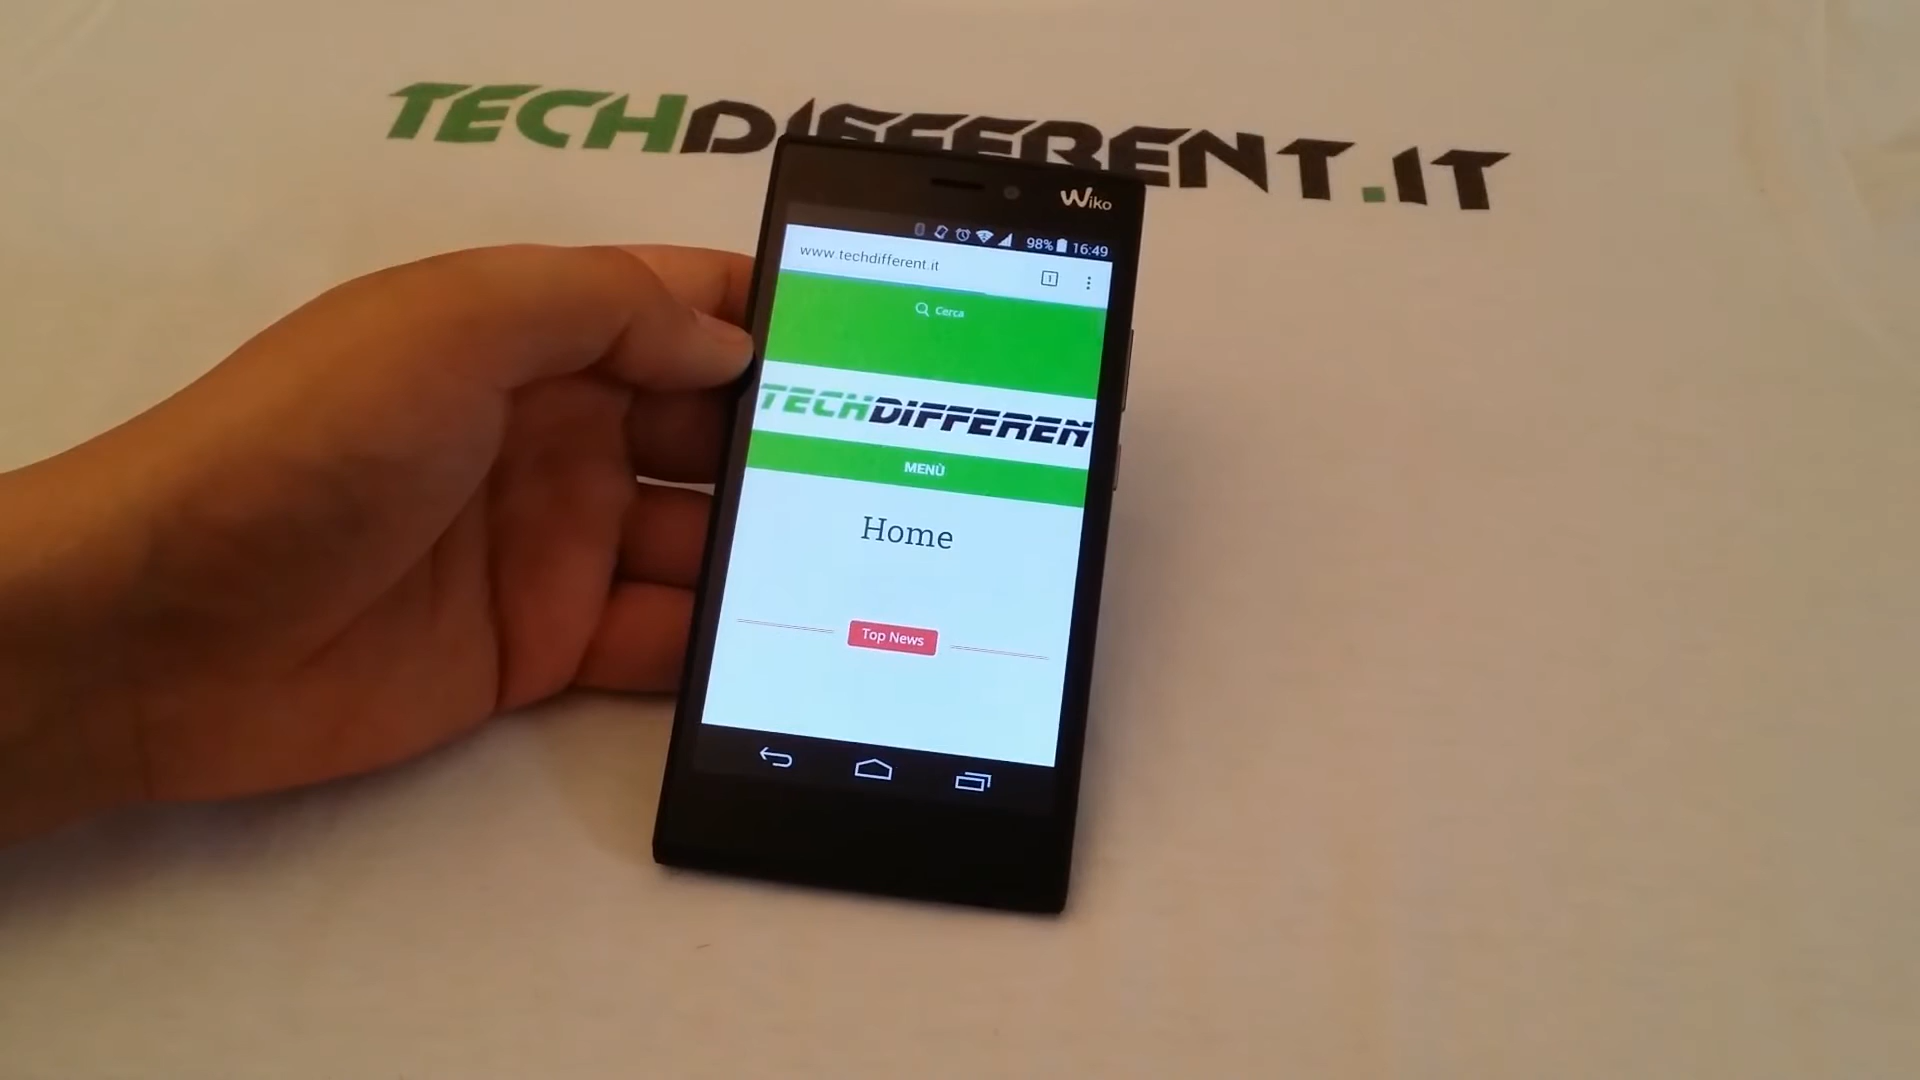 TECHDIFFERENT.IT
Wiko
98% 16:49
www.techdifferent.it
1
Cerca
TECHDIFFEREN
MENÙ
Home
Top News